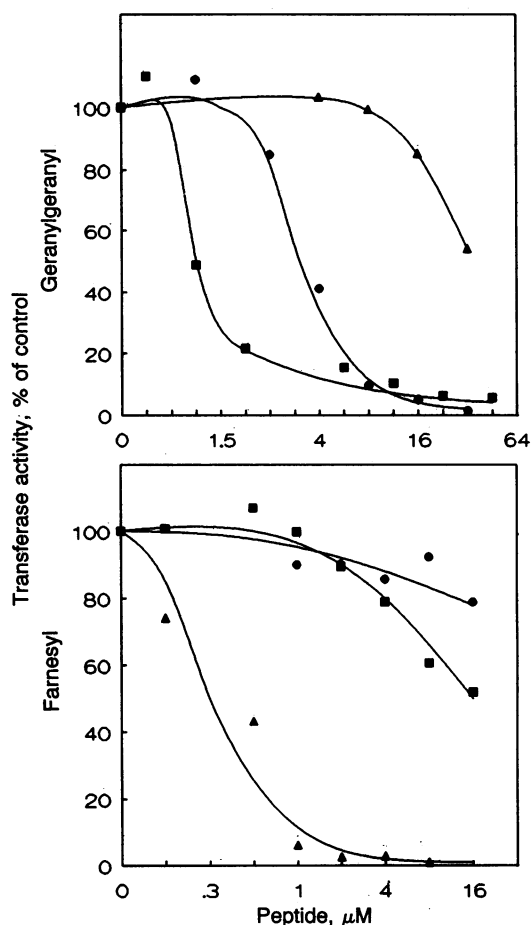 Transferase activity, % of control
Geranylgeranyl
100
80
60
40
20
0
0 1.5 4 16 64
Farnesyl
100
80
60
40
20
0
0 .3 1 4 16
Peptide, μM